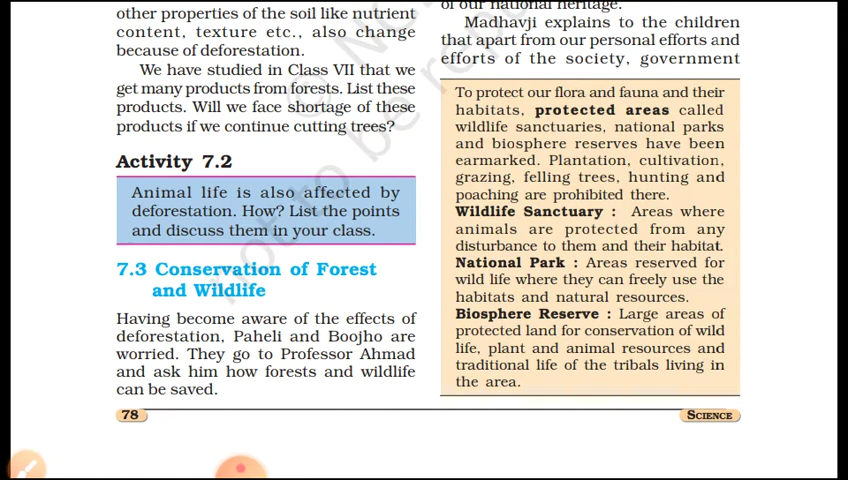 other properties of the soil like nutrient
content, texture etc., also change
because of deforestation.
We have studied in Class VII that we
get many products from forests. List these
products. Will we face shortage of these
products if we continue cutting trees?
Activity 7.2
Animal life is also affected by
deforestation. How? List the points
and discuss them in your class.
7.3 Conservation of Forest
and Wildlife
Having become aware of the effects of
deforestation, Paheli and Boojho are
worried. They go to Professor Ahmad
and ask him how forests and wildlife
can be saved.
of our national heritage.
Madhavji explains to the children
that apart from our personal efforts and
efforts of the society, government
To protect our flora and fauna and their
habitats, protected areas called
wildlife sanctuaries, national parks
and biosphere reserves have been
earmarked. Plantation, cultivation,
grazing, felling trees, hunting and
poaching are prohibited there.
Wildlife Sanctuary : Areas where
animals are protected from any
disturbance to them and their habitat.
National Park : Areas reserved for
wild life where they can freely use the
habitats and natural resources.
Biosphere Reserve : Large areas of
protected land for conservation of wild
life, plant and animal resources and
traditional life of the tribals living in
the area.
78
SCIENCE
© N
not to be rep